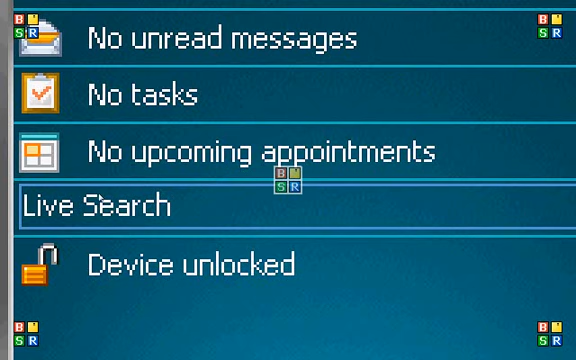 No unread messages
No tasks
No upcoming appointments
Live Search
Device unlocked
B
S R
B
S R
B
S R
B
S R
B
S R